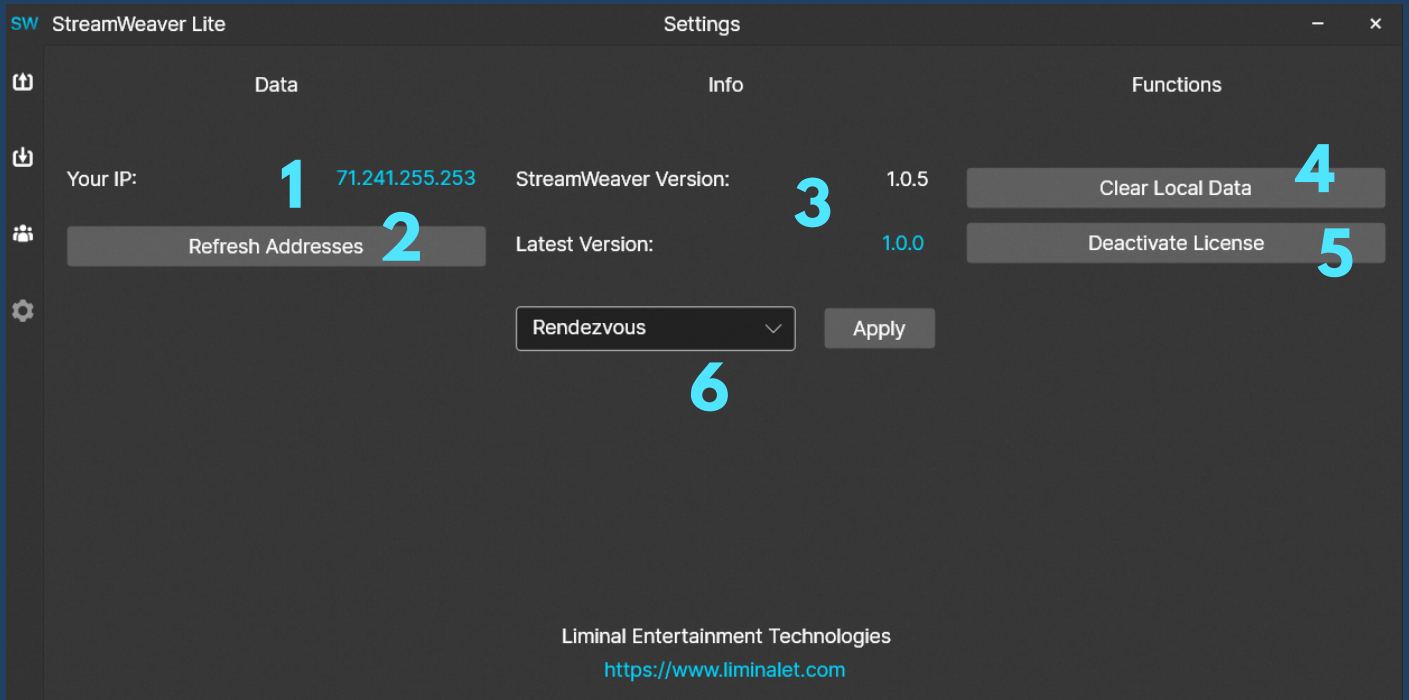 SW StreamWeaver Lite Settings
Data Info Functions
Your IP: 1 71.241.255.253 StreamWeaver Version: 1.0.5 3 Clear Local Data 4
Refresh Addresses 2 Latest Version: 1.0.0 Deactivate License 5
Rendezvous Apply
6
Liminal Entertainment Technologies
https://www.liminalet.com